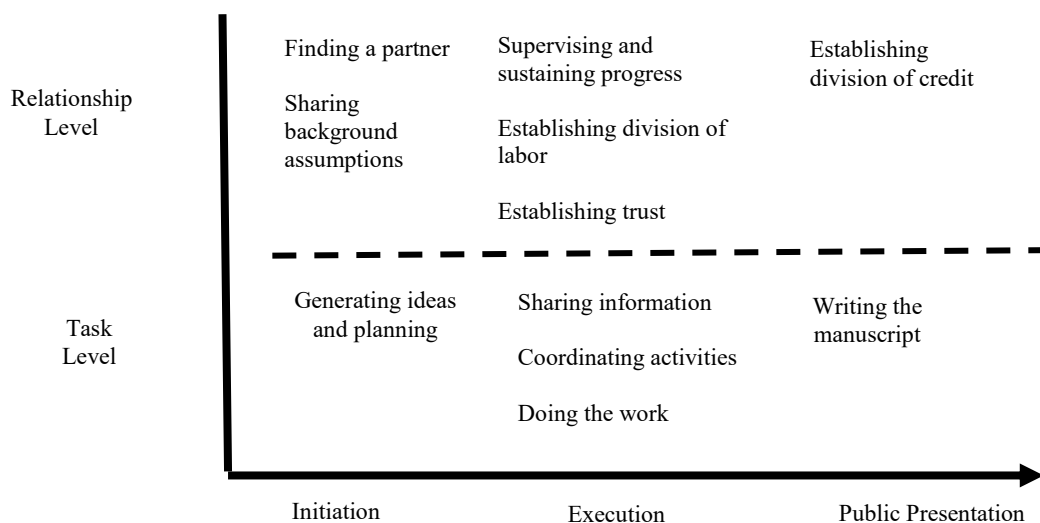 Relationship
Level
Finding a partner
Sharing
background
assumptions
Supervising and
sustaining progress
Establishing division of
labor
Establishing trust
Establishing
division of credit
Task
Level
Generating ideas
and planning
Sharing information
Coordinating activities
Doing the work
Writing the
manuscript
Initiation
Execution
Public Presentation